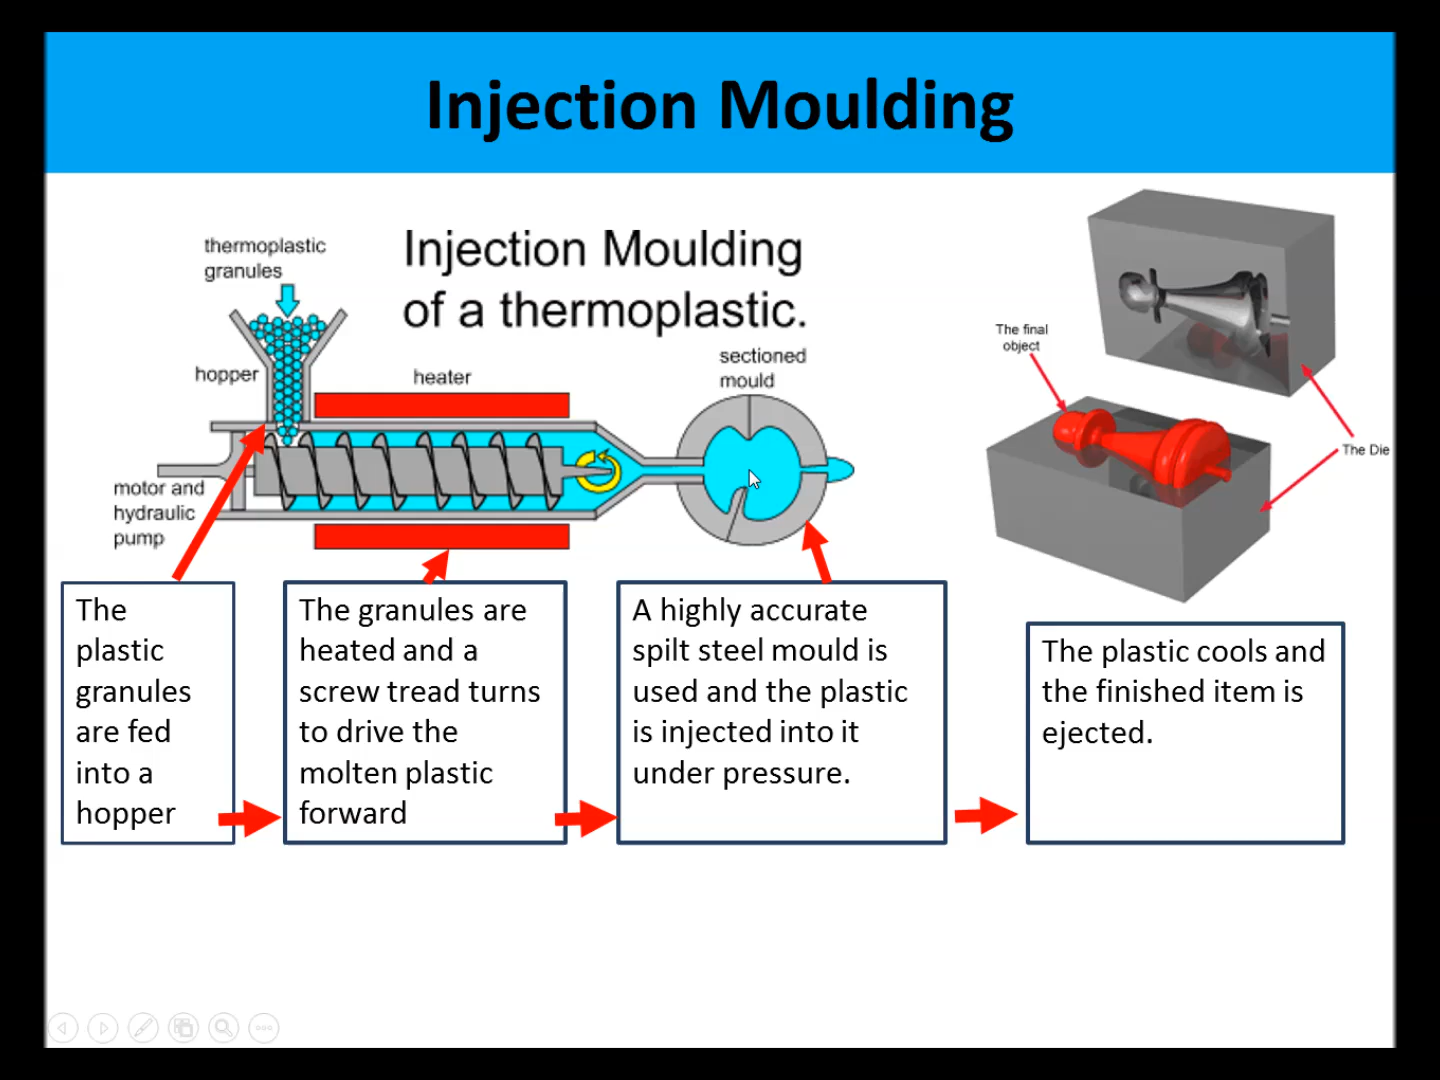 Injection Moulding
thermoplastic
granules
Injection Moulding
of a thermoplastic.
hopper
heater
sectioned
mould
motor and
hydraulic
pump
The final
object
The Die
The
plastic
granules
are fed
into a
hopper
The granules are
heated and a
screw tread turns
to drive the
molten plastic
forward
A highly accurate
spilt steel mould is
used and the plastic
is injected into it
under pressure.
The plastic cools and
the finished item is
ejected.